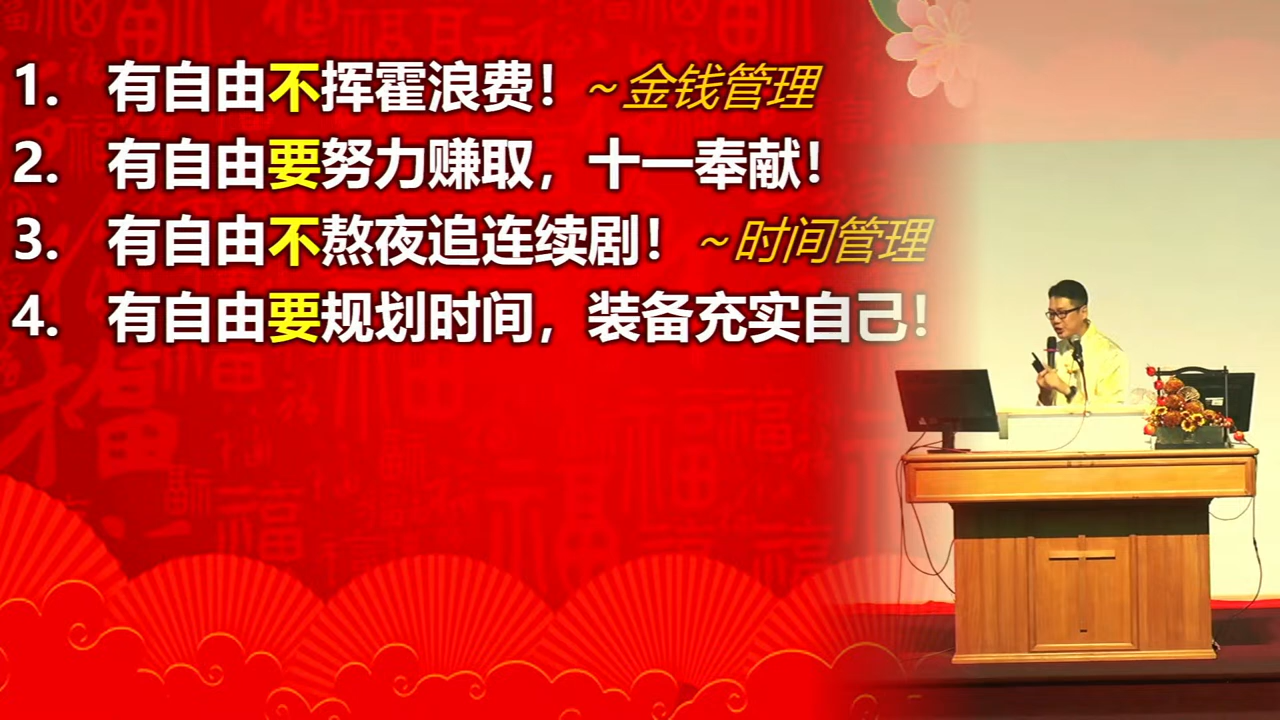 1. 有自由不挥霍浪费！~金钱管理
2. 有自由要努力赚取，十一奉献！
3. 有自由不熬夜追连续剧！~时间管理
4. 有自由要规划时间，装备充实自己！
福